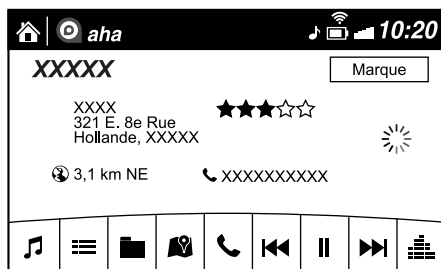 aha 10:20
XXXXX
Marque
XXXX
321 E. 8e Rue
Hollande, XXXXX
3,1 km NE
XXXXXXXXXX